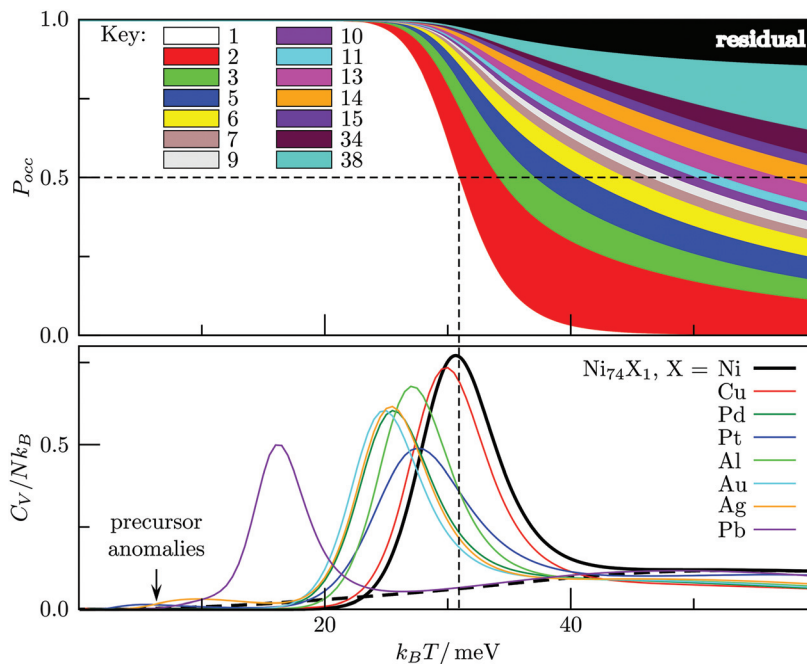 1.0
Key:
1
2
3
5
6
7
9
10
11
13
14
15
34
38
residual
P_occ
0.5
0.0
Ni₇₄X₁, X = Ni
Cu
Pd
Pt
Al
Au
Ag
Pb
C_V/Nk_B
0.5
precursor
anomalies
0.0
20
40
k_BT/meV